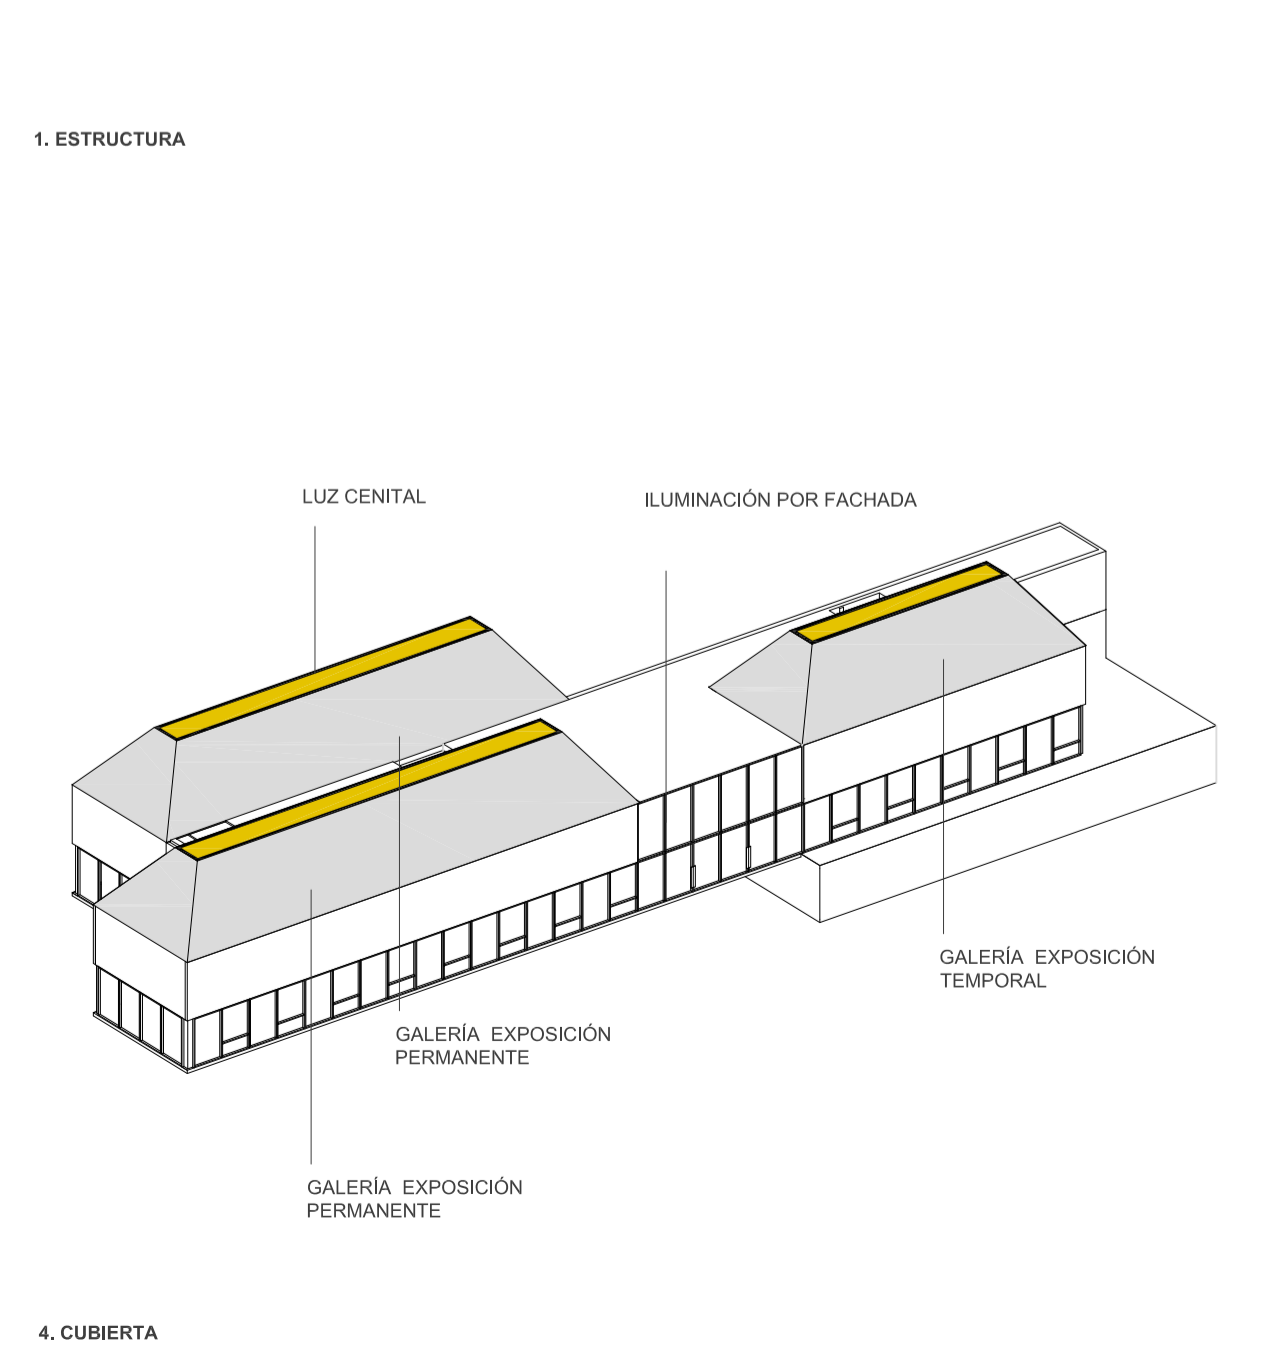 1. ESTRUCTURA
LUZ CENITAL
ILUMINACIÓN POR FACHADA
GALERÍA EXPOSICIÓN
TEMPORAL
GALERÍA EXPOSICIÓN
PERMANENTE
GALERÍA EXPOSICIÓN
PERMANENTE
4. CUBIERTA